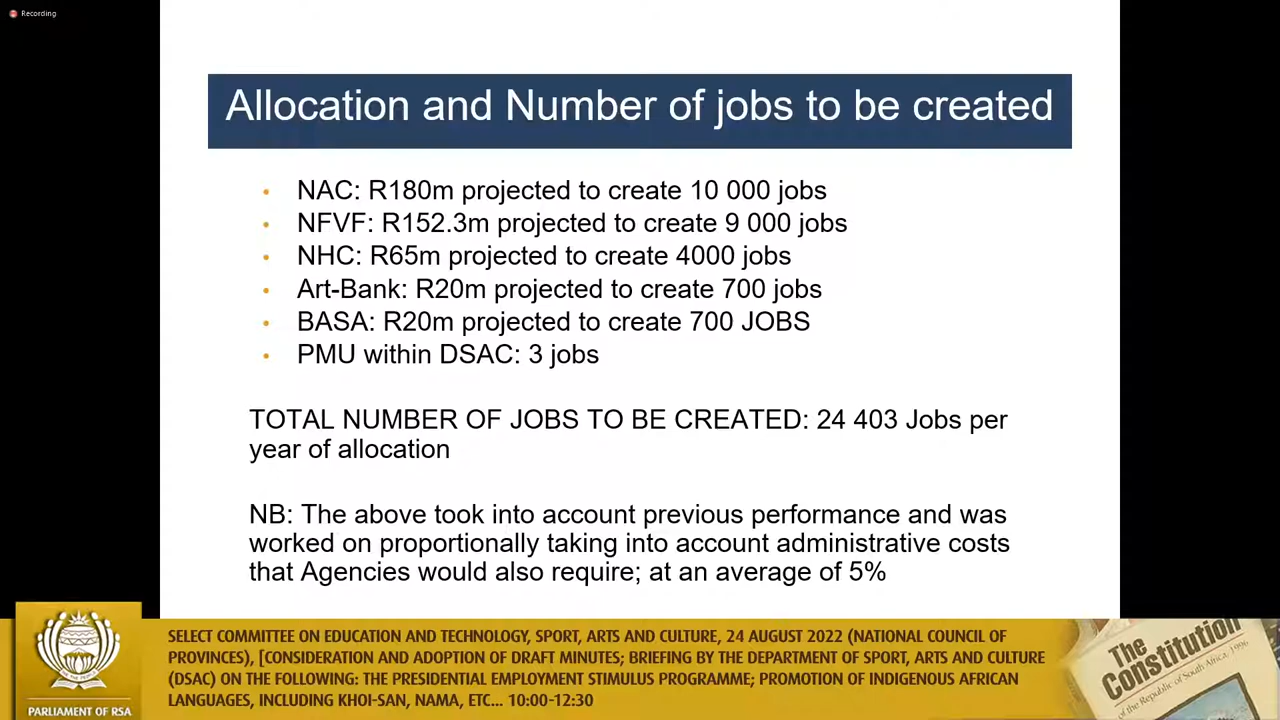 Recording
Allocation and Number of jobs to be created
• NAC: R180m projected to create 10 000 jobs
• NFVF: R152.3m projected to create 9 000 jobs
• NHC: R65m projected to create 4000 jobs
• Art-Bank: R20m projected to create 700 jobs
• BASA: R20m projected to create 700 JOBS
• PMU within DSAC: 3 jobs
TOTAL NUMBER OF JOBS TO BE CREATED: 24 403 Jobs per
year of allocation
NB: The above took into account previous performance and was
worked on proportionally taking into account administrative costs
that Agencies would also require; at an average of 5%
SELECT COMMITTEE ON EDUCATION AND TECHNOLOGY, SPORT, ARTS AND CULTURE, 24 AUGUST 2022 (NATIONAL COUNCIL OF
PROVINCES), [CONSIDERATION AND ADOPTION OF DRAFT MINUTES; BRIEFING BY THE DEPARTMENT OF SPORT, ARTS AND CULTURE
(DSAC) ON THE FOLLOWING: THE PRESIDENTIAL EMPLOYMENT STIMULUS PROGRAMME; PROMOTION OF INDIGENOUS AFRICAN
LANGUAGES, INCLUDING KHOI-SAN, NAMA, ETC... 10:00-12:30
PARLIAMENT OF RSA
The
Constitution
of the Republic of South Africa, 1996